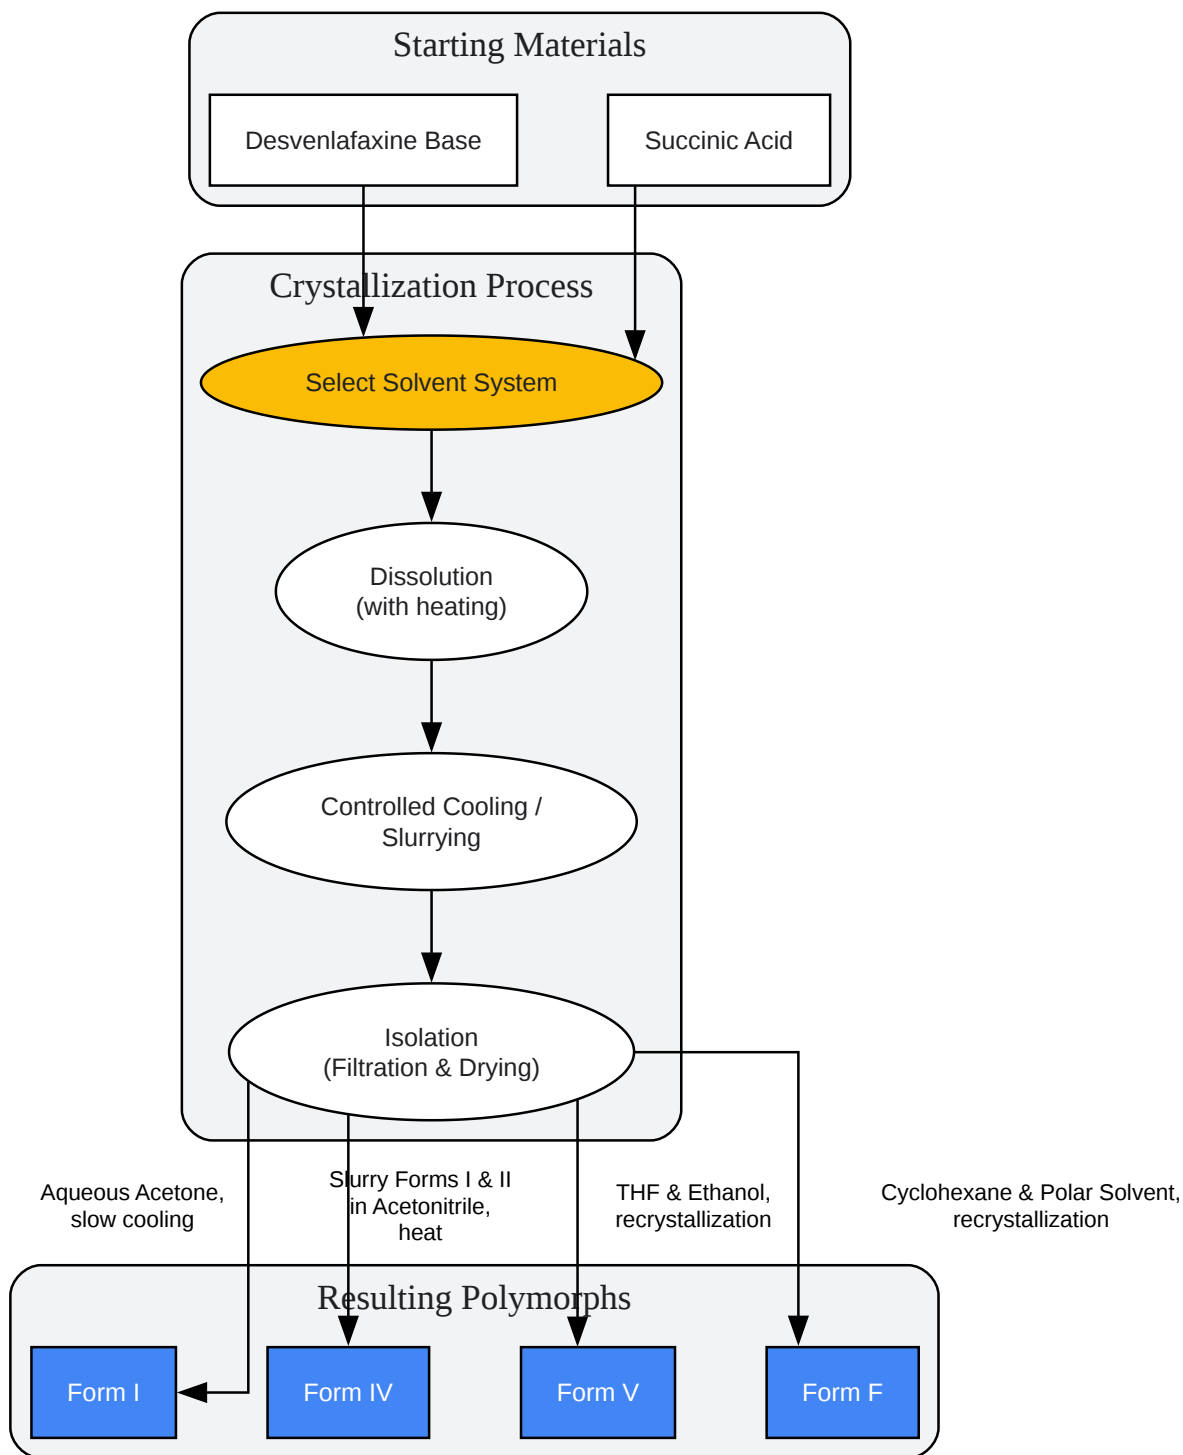 Starting Materials
Desvenlafaxine Base
Succinic Acid
Crystallization Process
Select Solvent System
Dissolution
(with heating)
Controlled Cooling /
Slurrying
Isolation
(Filtration & Drying)
Aqueous Acetone,
slow cooling
Slurry Forms I & II
in Acetonitrile,
heat
THF & Ethanol,
recrystallization
Cyclohexane & Polar Solvent,
recrystallization
Resulting Polymorphs
Form I
Form IV
Form V
Form F